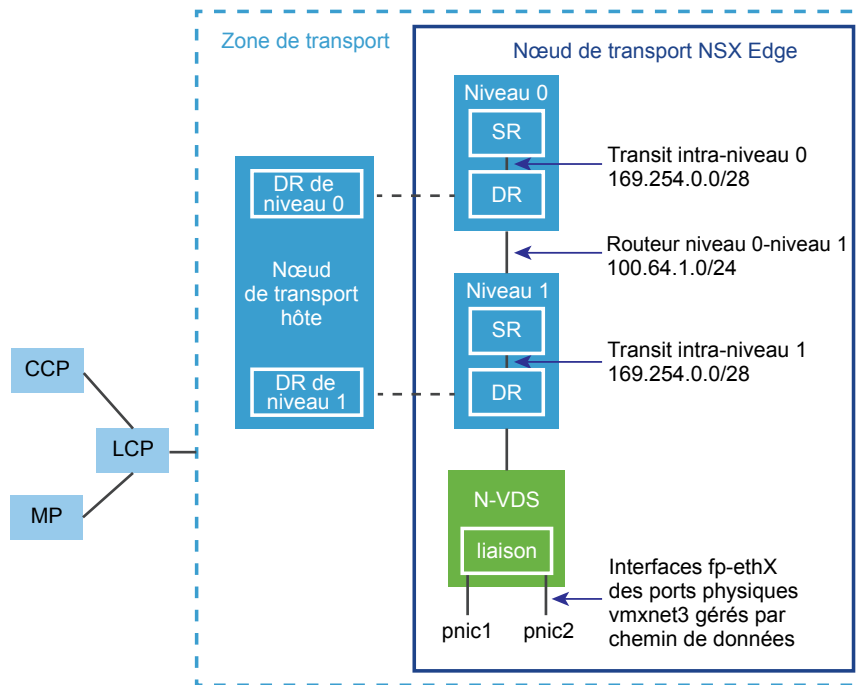 Zone de transport
Nœud de transport NSX Edge
Niveau 0
SR
DR
Transit intra-niveau 0
169.254.0.0/28
DR de
niveau 0
Nœud
de transport
hôte
DR de
niveau 1
Routeur niveau 0-niveau 1
100.64.1.0/24
Niveau 1
SR
DR
Transit intra-niveau 1
169.254.0.0/28
CCP
LCP
MP
N-VDS
liaison
pnic1
pnic2
Interfaces fp-ethX
des ports physiques
vmxnet3 gérés par
chemin de données